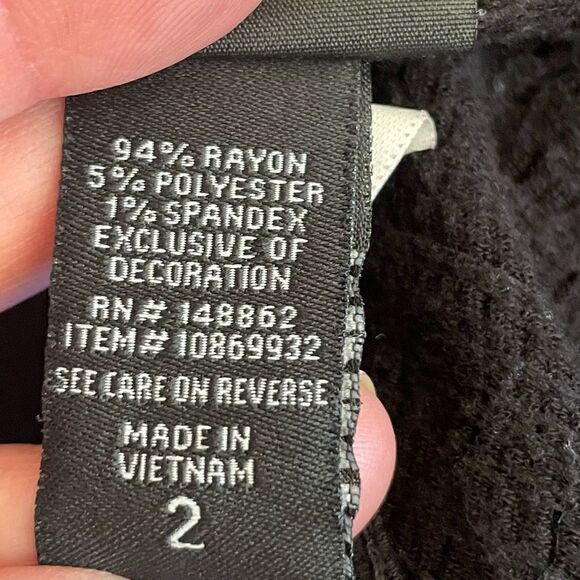 94% RAYON
5% POLYESTER
1% SPANDEX
EXCLUSIVE OF
DECORATION
RN# 148862
ITEM# 10869932
SEE CARE ON REVERSE
MADE IN
VIETNAM
2